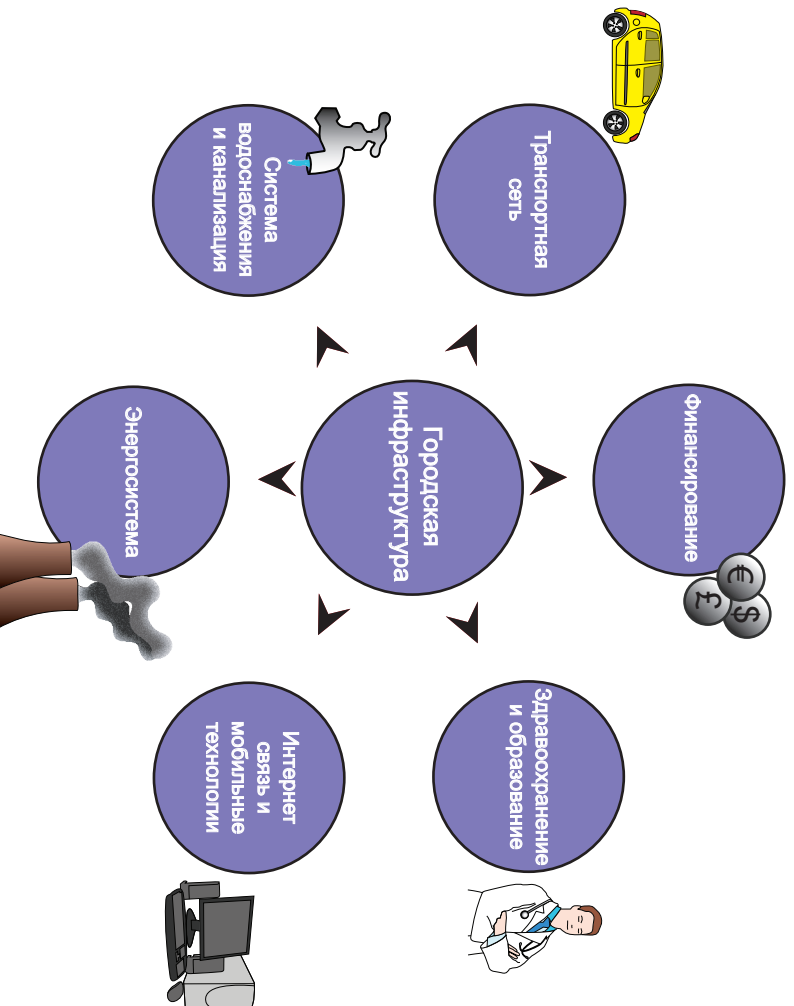 Финансирование
€
$
£
Транспортная
сеть
Здравоохранение
и образование
Городская
инфраструктура
Система
водоснабжения
и канализация
Интернет
связь и
мобильные
технологии
Энергосистема